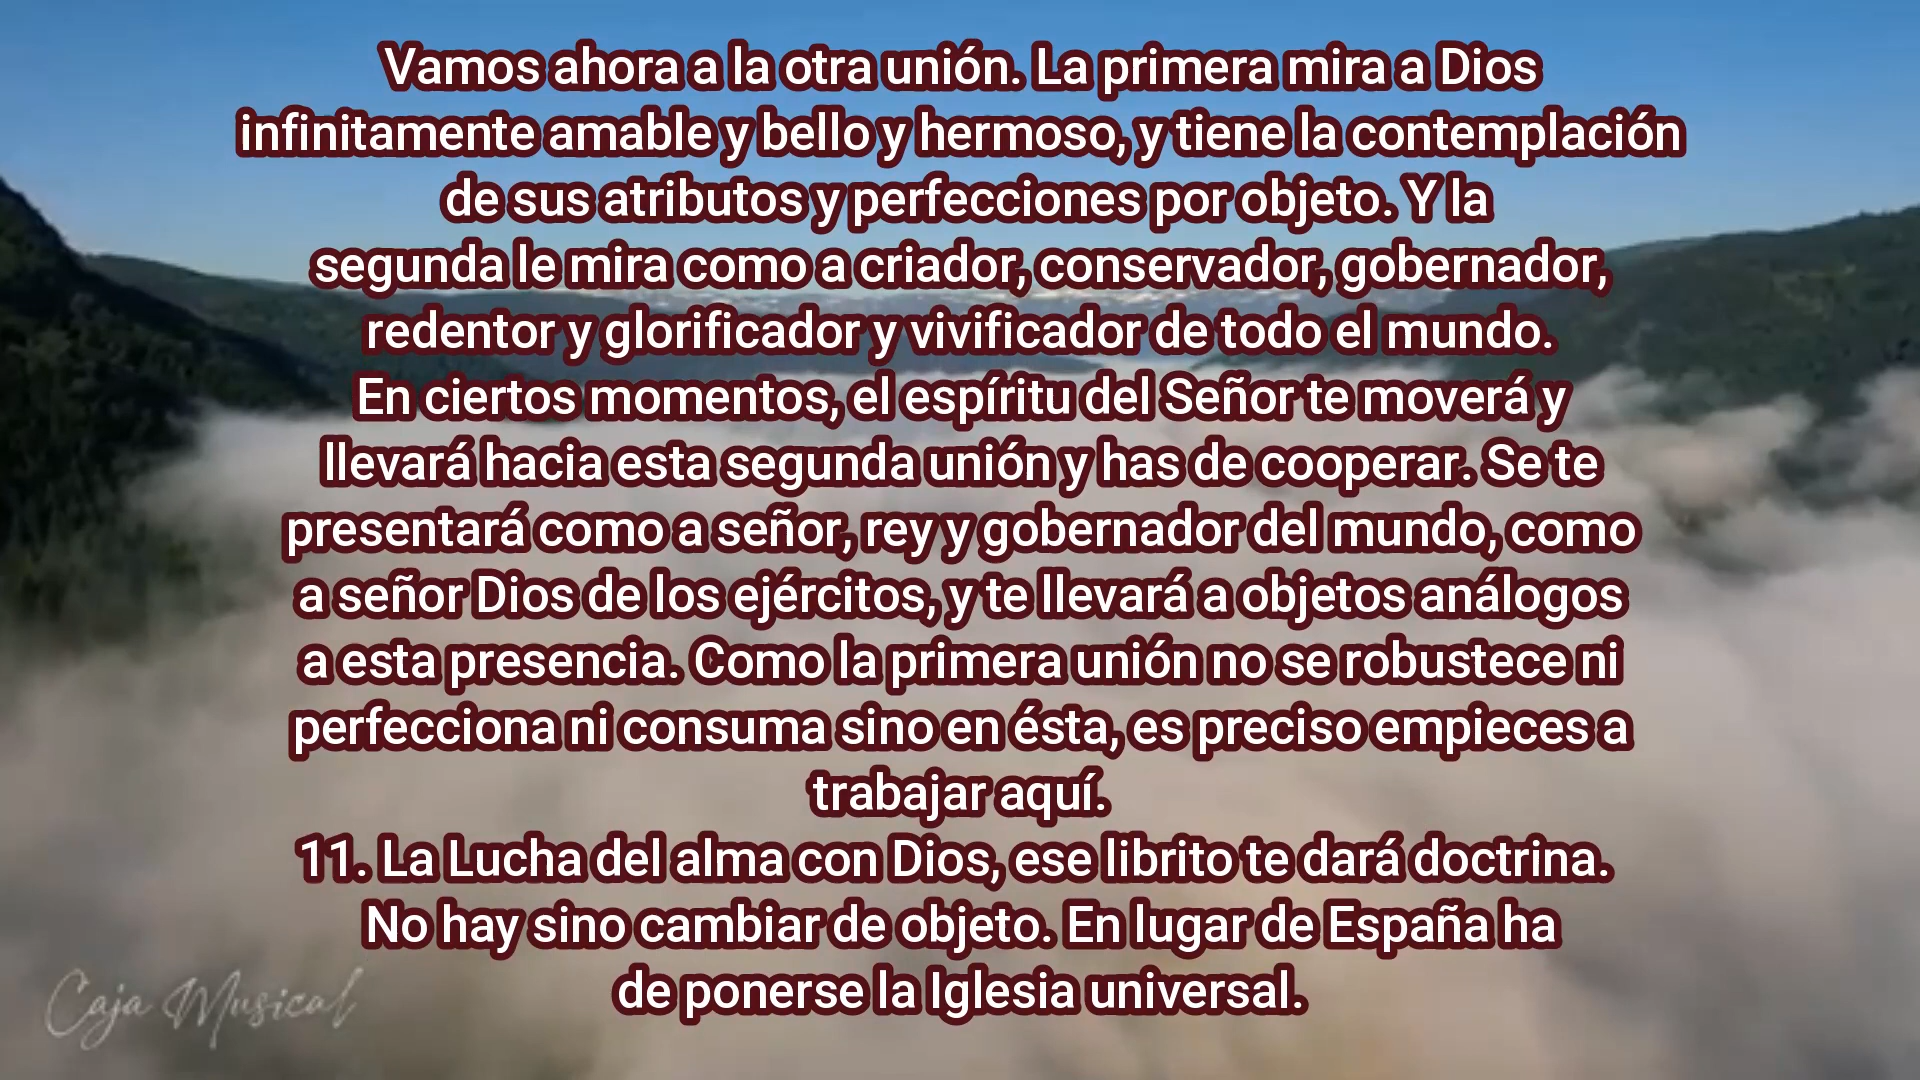 Vamos ahora a la otra unión. La primera mira a Dios
infinitamente amable y bello y hermoso, y tiene la contemplación
de sus atributos y perfecciones por objeto. Y la
segunda le mira como a criador, conservador, gobernador,
redentor y glorificador y vivificador de todo el mundo.
En ciertos momentos, el espíritu del Señor te moverá y
llevará hacia esta segunda unión y has de cooperar. Se te
presentará como a señor, rey y gobernador del mundo, como
a señor Dios de los ejércitos, y te llevará a objetos análogos
a esta presencia. Como la primera unión no se robustece ni
perfecciona ni consuma sino en ésta, es preciso empieces a
trabajar aquí.
11. La Lucha del alma con Dios, ese librito te dará doctrina.
No hay sino cambiar de objeto. En lugar de España ha
de ponerse la Iglesia universal.
Caja Musical